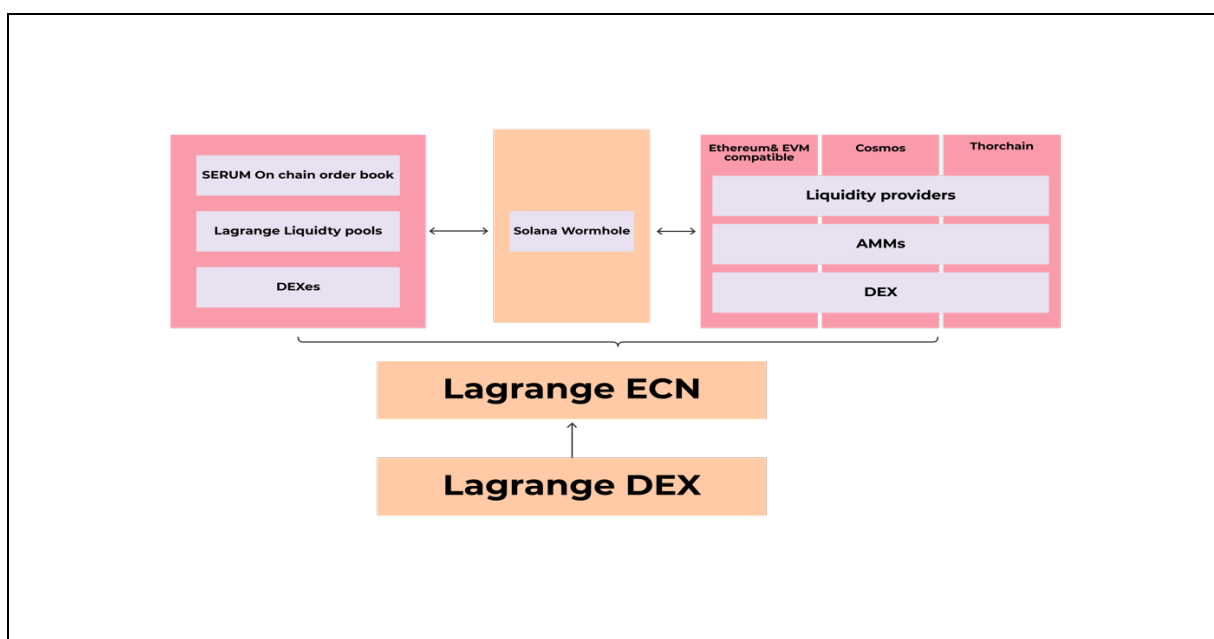 SERUM On chain order book
Lagrange Liquidty pools
DEXes
Solana Wormhole
Ethereum& EVM
compatible
Cosmos
Thorchain
Liquidity providers
AMMs
DEX
Lagrange ECN
Lagrange DEX